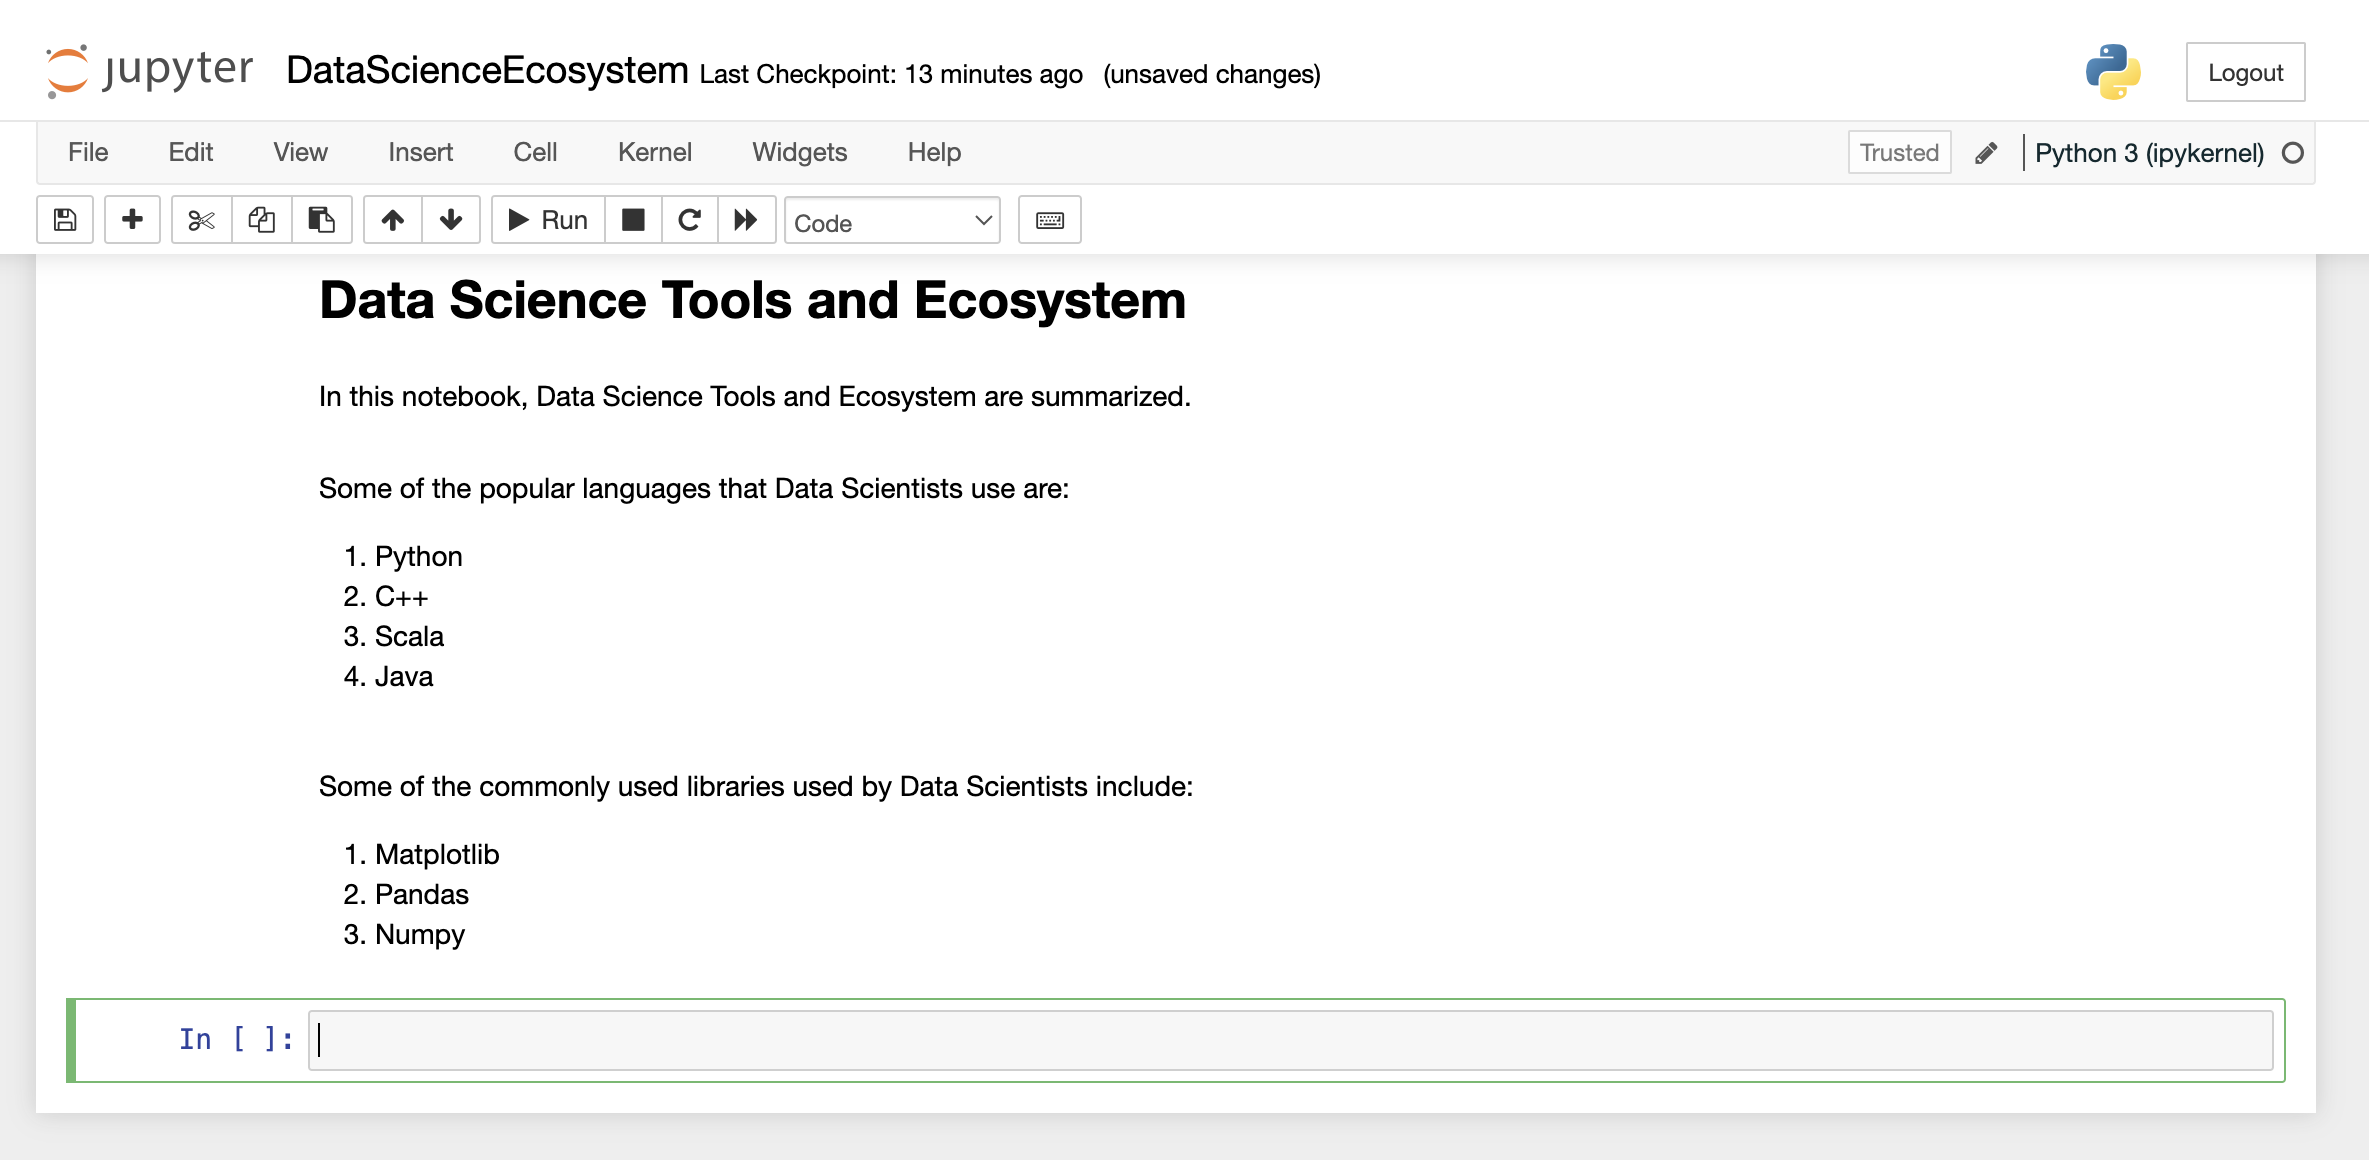 jupyter DataScienceEcosystem Last Checkpoint: 13 minutes ago (unsaved changes) Logout
File Edit View Insert Cell Kernel Widgets Help Trusted Python 3 (ipykernel)
Run Code
Data Science Tools and Ecosystem
In this notebook, Data Science Tools and Ecosystem are summarized.
Some of the popular languages that Data Scientists use are:
1. Python
2. C++
3. Scala
4. Java
Some of the commonly used libraries used by Data Scientists include:
1. Matplotlib
2. Pandas
3. Numpy
In [ ]: